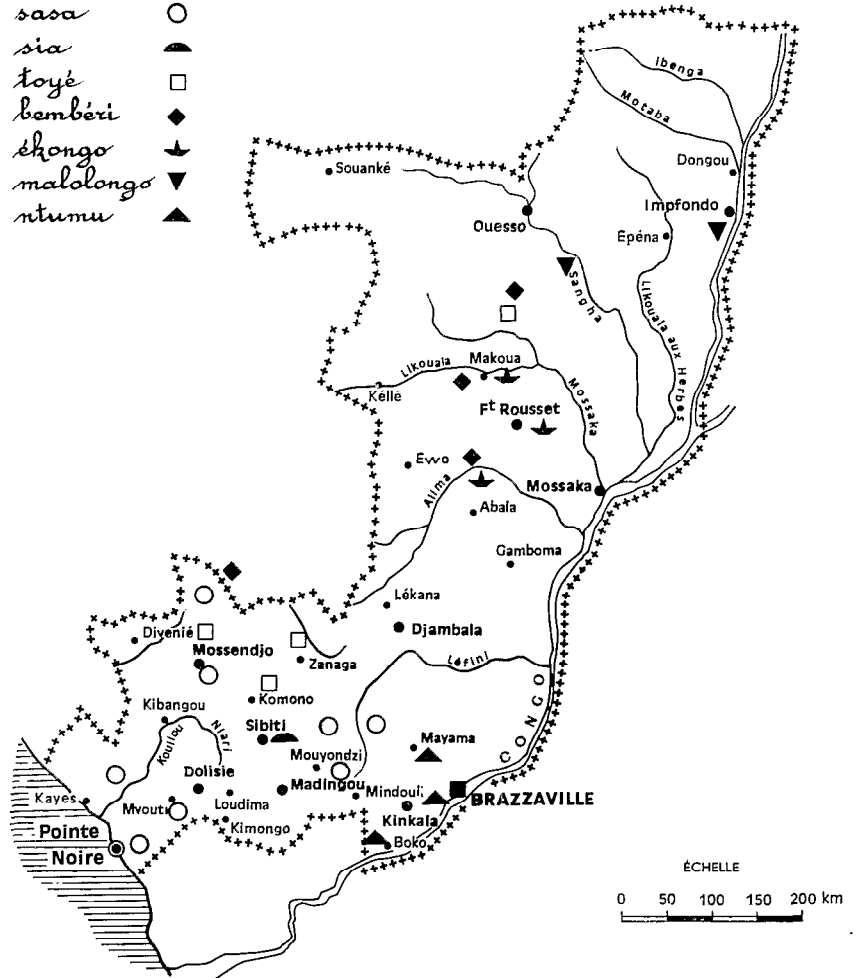 sasa
sia
toyé
bembéri
ékongo
malolongo
ntumu
Ibenga
Motaba
Dongou
Souanké
Impfondo
Ouesso
Épéna
Sangha
Likouala aux Herbes
Likouala
Makoua
Kéllé
Mossaka
Ft Rousset
Ewo
Alima
Mossaka
Abala
Gamboma
Lékana
Divenié
Djambala
Mossendjo
Zanaga
Léfini
Komono
Kibangou
CONGO
Niari
Kouilou
Sibiti
Mayama
Mouyondzi
Dolisie
Madingou
Mindouli
Kayes
Mvouti
Loudima
BRAZZAVILLE
Kinkala
Kimongo
Pointe
Noire
Boko
ÉCHELLE
0 50 100 150 200 km